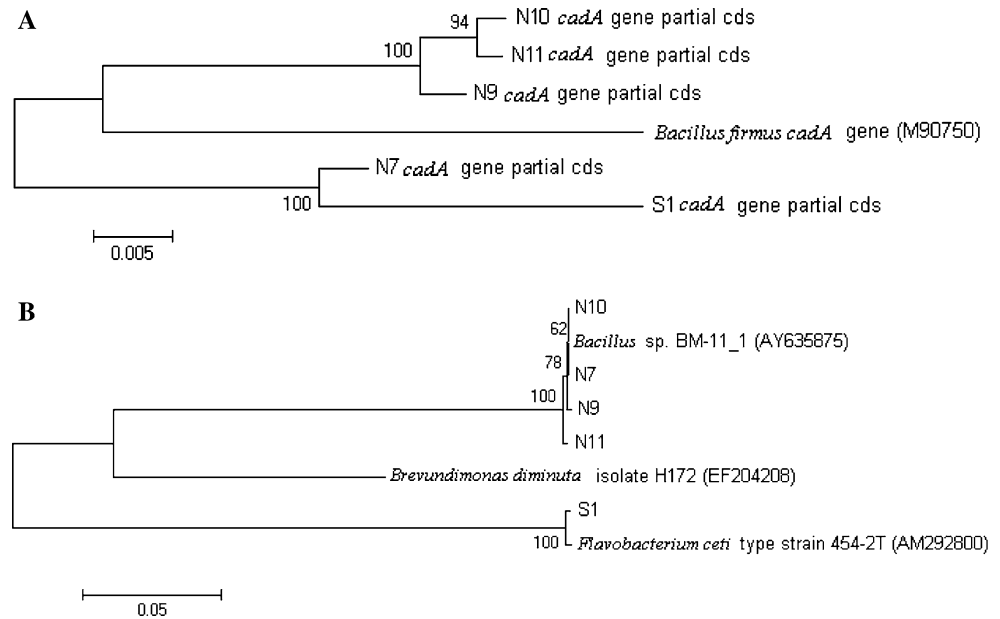 A
94
N10 cadA gene partial cds
100
N11 cadA gene partial cds
N9 cadA gene partial cds
Bacillus firmus cadA gene (M90750)
N7 cadA gene partial cds
100
S1 cadA gene partial cds
0.005
B
N10
62
Bacillus sp. BM-11_1 (AY635875)
78
N7
100
N9
N11
Brevundimonas diminuta isolate H172 (EF204208)
S1
100
Flavobacterium ceti type strain 454-2T (AM292800)
0.05